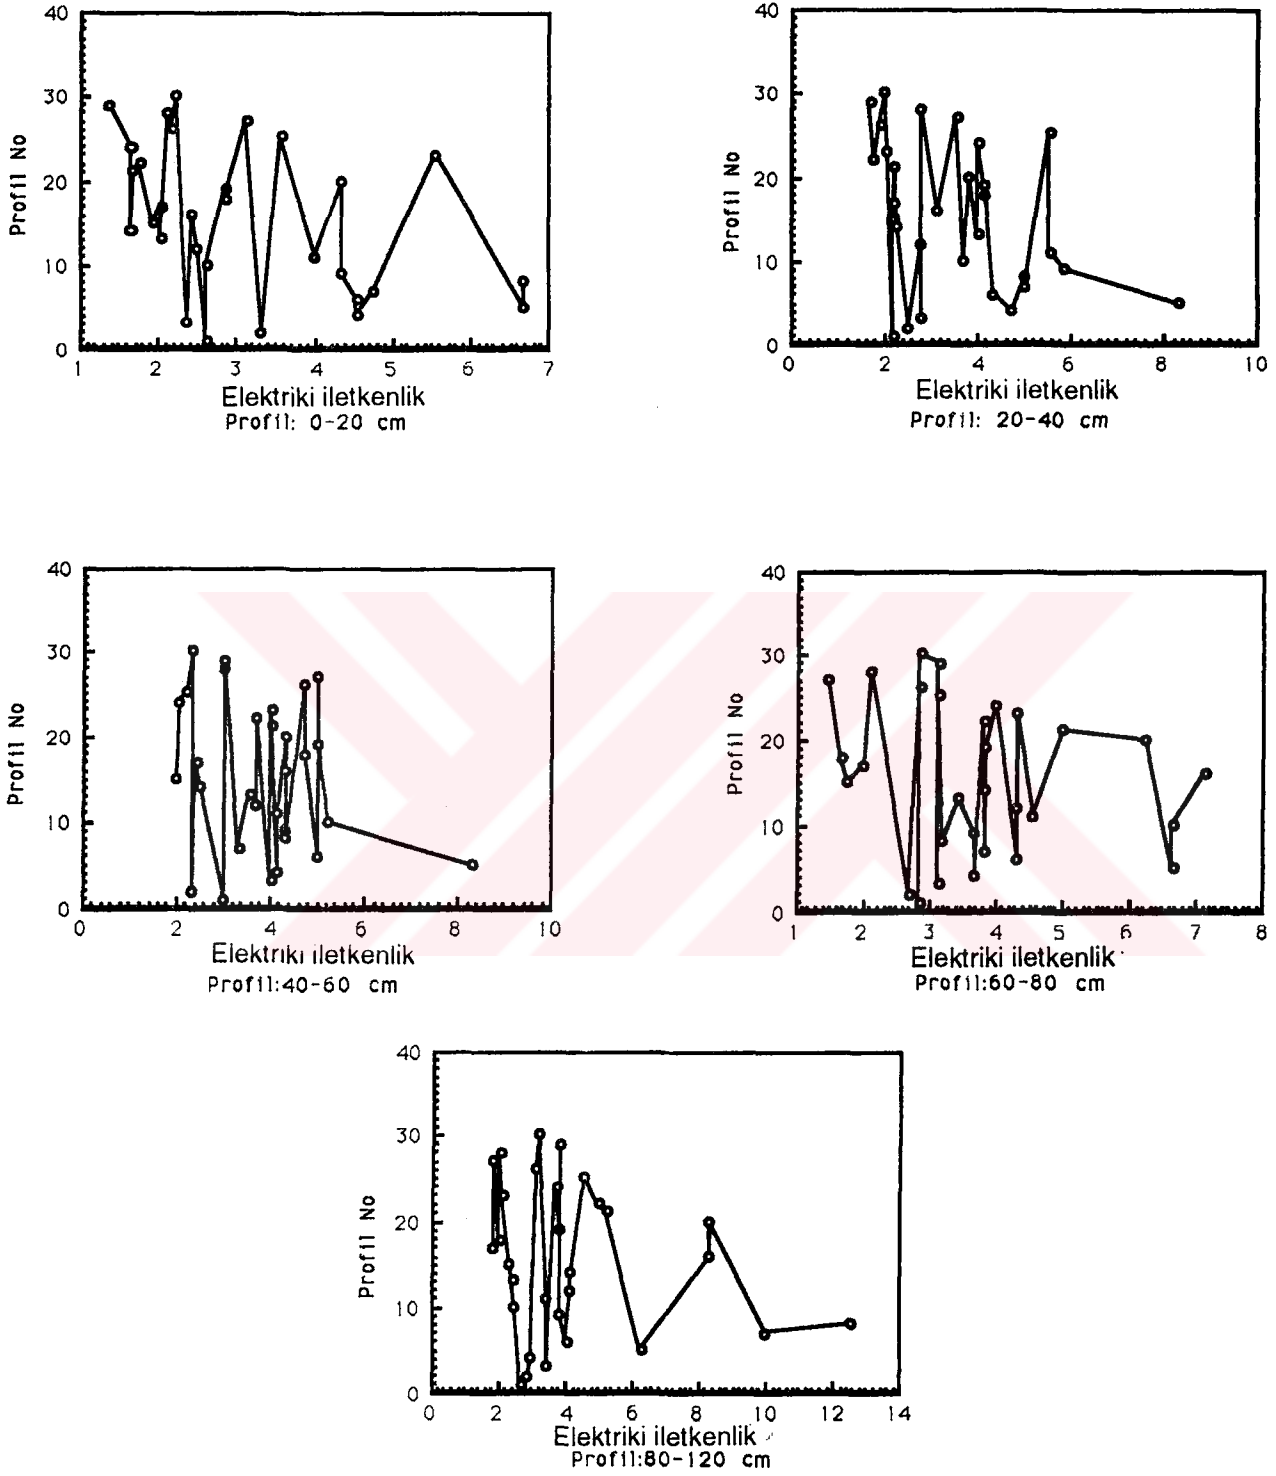 40
30
20
10
0
Profil No
1 2 3 4 5 6 7
Elektriki iletkenlik
Profil: 0-20 cm
40
30
20
10
0
Profil No
0 2 4 6 8 10
Elektriki iletkenlik
Profil: 20-40 cm
40
30
20
10
0
Profil No
0 2 4 6 8 10
Elektriki iletkenlik
Profil:40-60 cm
40
30
20
10
0
Profil No
1 2 3 4 5 6 7 8
Elektriki iletkenlik
Profil:60-80 cm
40
30
20
10
0
Profil No
0 2 4 6 8 10 12 14
Elektriki iletkenlik
Profil:80-120 cm